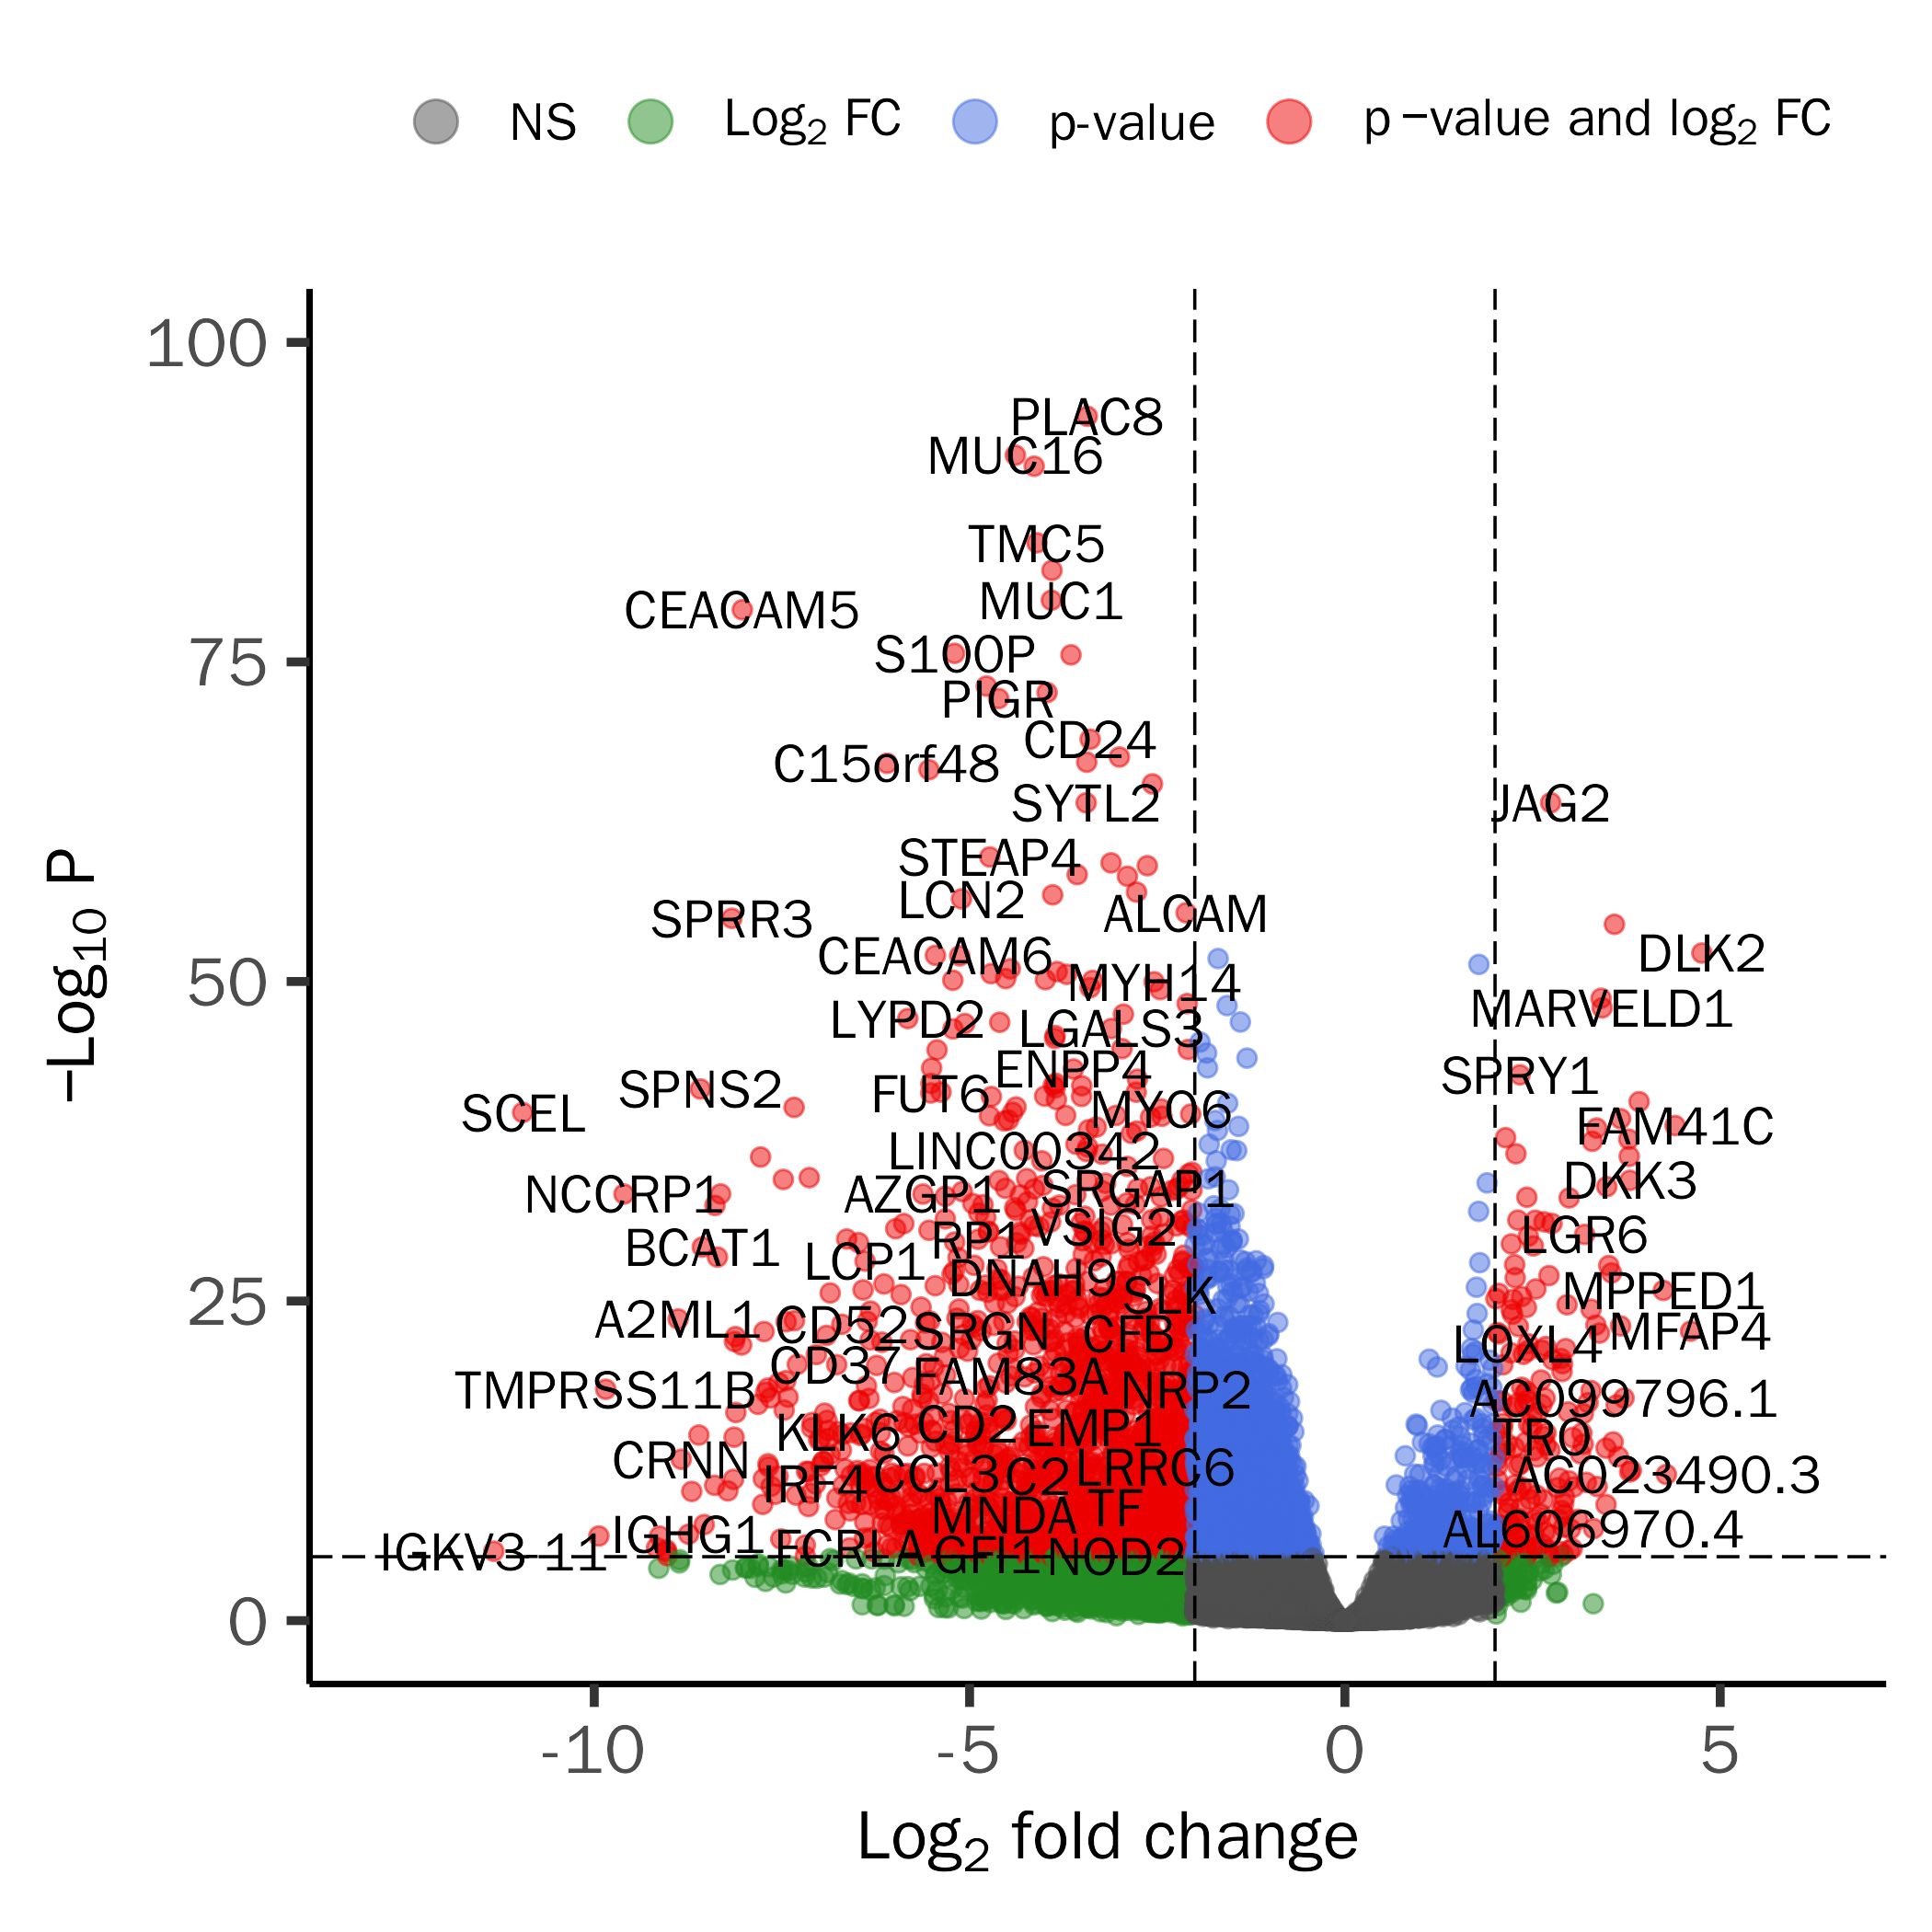 NS Log2 FC p-value p −value and log2 FC
100
PLAC8
MUC16
TMC5
MUC1
CEACAM5
S100P
75
PIGR
CD24
C15orf48
SYTL2
JAG2
STEAP4
LCN2
ALCAM
SPRR3
CEACAM6
DLK2
50
MYH14
MARVELD1
LYPD2
LGALS3
ENPP4
SPRY1
SPNS2
FUT6
SCEL
MYO6
FAM41C
LINC00342
DKK3
NCCRP1
AZGP1
SRGAP1
VSIG2
RP1
LGR6
BCAT1
LCP1
DNAH9
MPPED1
SLK
25
A2ML1
CD52
SRGN
CFB
MFAP4
LOXL4
CD37
FAM83A
NRP2
TMPRSS11B
AC099796.1
CD2
EMP1
KLK6
TRO
CRNN
LRRC6
CCL3
C2
AC023490.3
IRF4
TF
MNDA
AL606970.4
IGHG1
FCRLA
IGKV3-11
GFI1
NOD2
0
−Log10 P
-10 -5 0 5
Log2 fold change